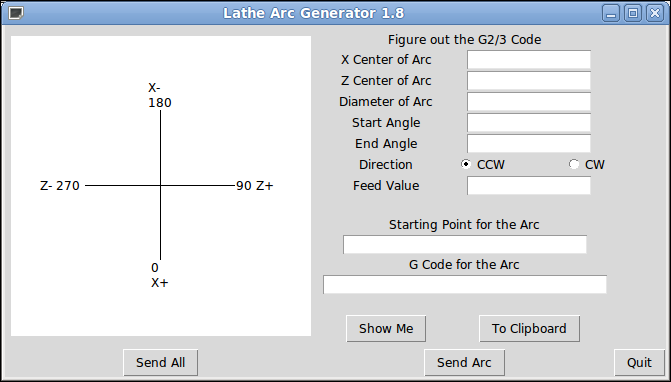 Lathe Arc Generator 1.8
X-
180
Z- 270
90 Z+
0
X+
Figure out the G2/3 Code
X Center of Arc
Z Center of Arc
Diameter of Arc
Start Angle
End Angle
Direction CCW CW
Feed Value
Starting Point for the Arc
G Code for the Arc
Show Me To Clipboard
Send All Send Arc Quit